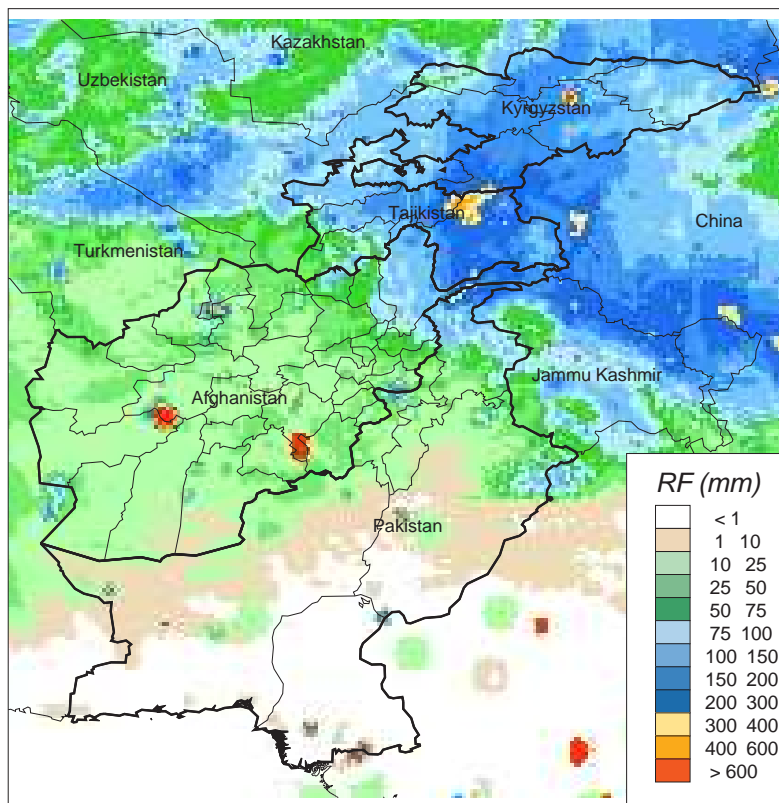 Kazakhstan
Uzbekistan
Kyrgyzstan
Tajikistan
China
Turkmenistan
Jammu Kashmir
Afghanistan
Pakistan
RF (mm)
< 1
1 10
10 25
25 50
50 75
75 100
100 150
150 200
200 300
300 400
400 600
> 600